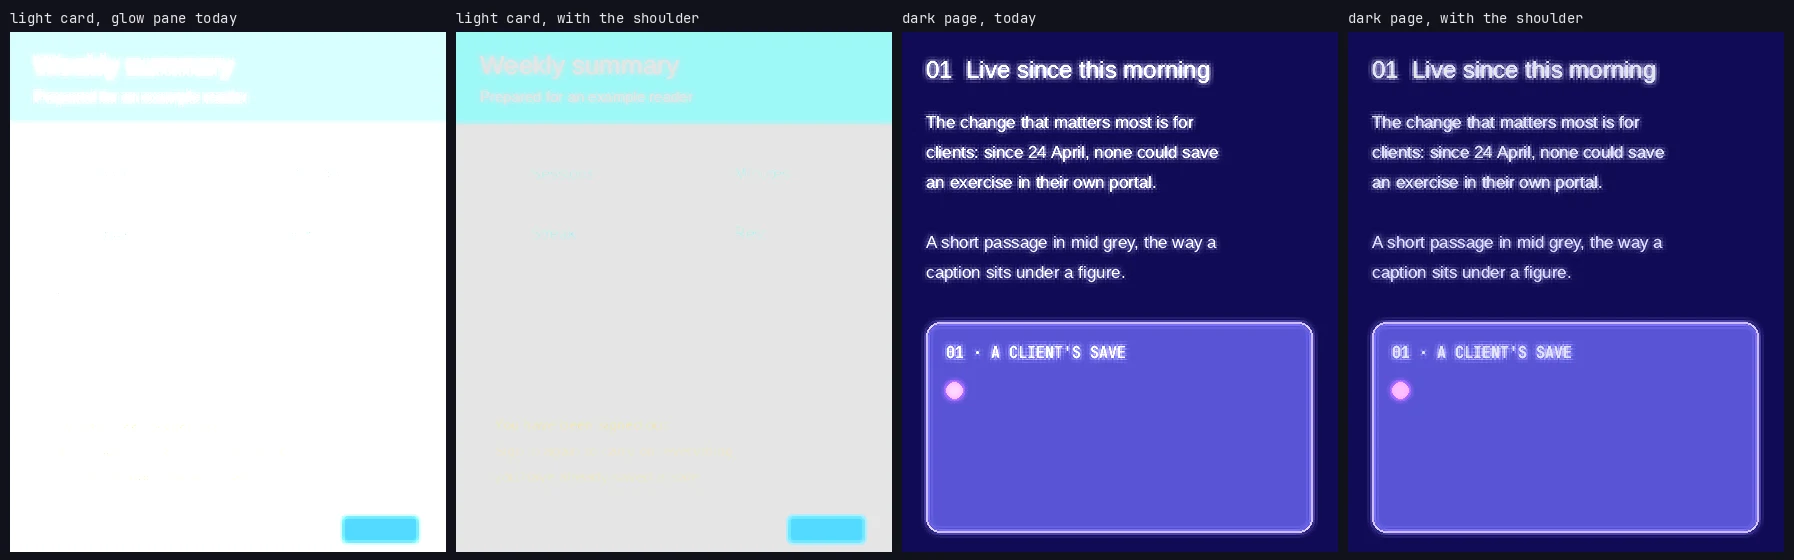 light card, glow pane today
light card, with the shoulder
dark page, today
dark page, with the shoulder
Weekly summary
Prepared for an example reader
Weekly summary
Prepared for an example reader
01 Live since this morning
The change that matters most is for
clients: since 24 April, none could save
an exercise in their own portal.
A short passage in mid grey, the way a
caption sits under a figure.
01 · A CLIENT'S SAVE
01 Live since this morning
The change that matters most is for
clients: since 24 April, none could save
an exercise in their own portal.
A short passage in mid grey, the way a
caption sits under a figure.
01 · A CLIENT'S SAVE